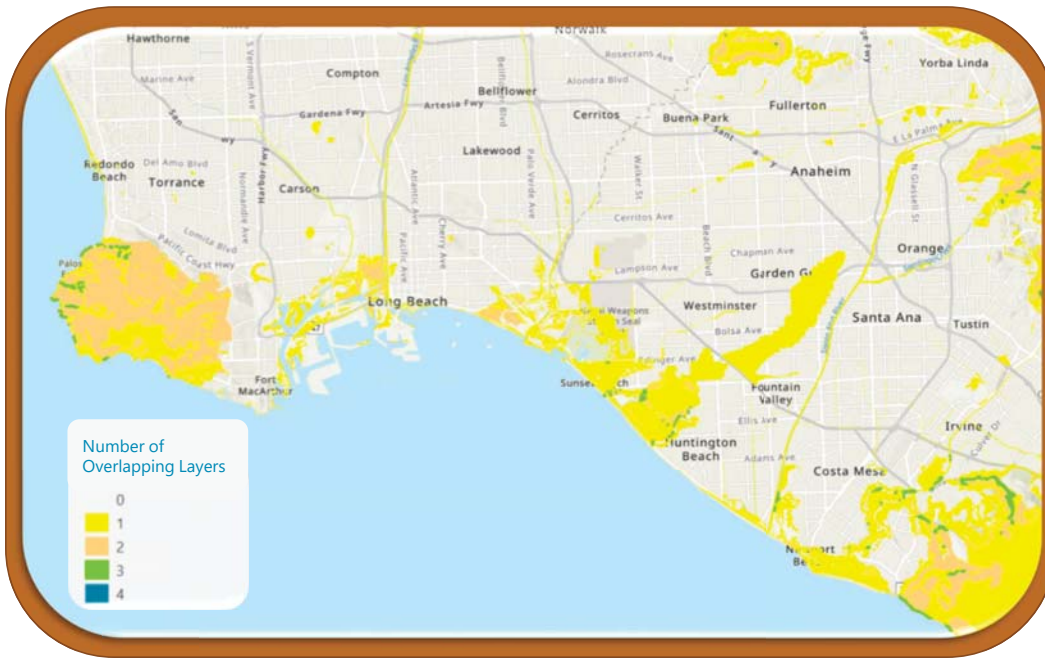 Hawthorne
Norwalk
Rosecrans Ave
Yorba Linda
S Vermont Ave
Marine Ave
Compton
Bellflower
Alondra Blvd
Fullerton
Artesia Fwy
Gardena Fwy
Cerritos
Buena Park
E La Palma Ave
San
Lakewood
Redondo
Beach
Del Amo Blvd
Torrance
Harbor Fwy
Normandie Ave
Carson
Atlantic Ave
Palo Verde Ave
Walker St
Anaheim
N Glassell St
Cherry Ave
Cerritos Ave
Lomita Blvd
Pacific Coast Hwy
Pacific Ave
Beach Blvd
Chapman Ave
Orange
Palos
Lampton Ave
Garden G
Long Beach
Westminster
Santa Ana
Tustin
Bolsa Ave
Edinger Ave
Fort
MacArthur
Fountain
Valley
Ellis Ave
Irvine
Culver Dr
Huntington
Beach
Adams Ave
Costa Mesa
Number of
Overlapping Layers
0
1
2
3
4